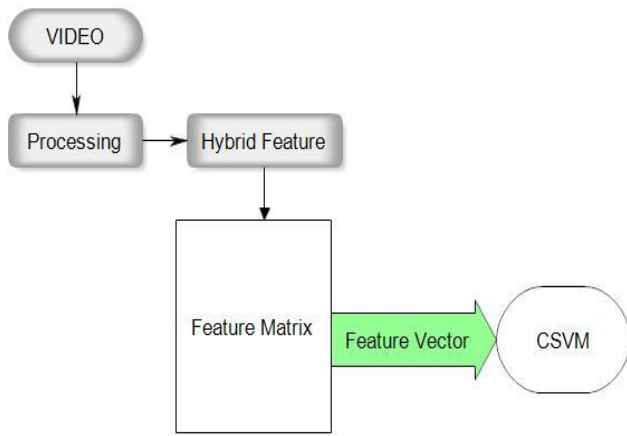 VIDEO
Processing
Hybrid Feature
Feature Matrix
Feature Vector
CSVM